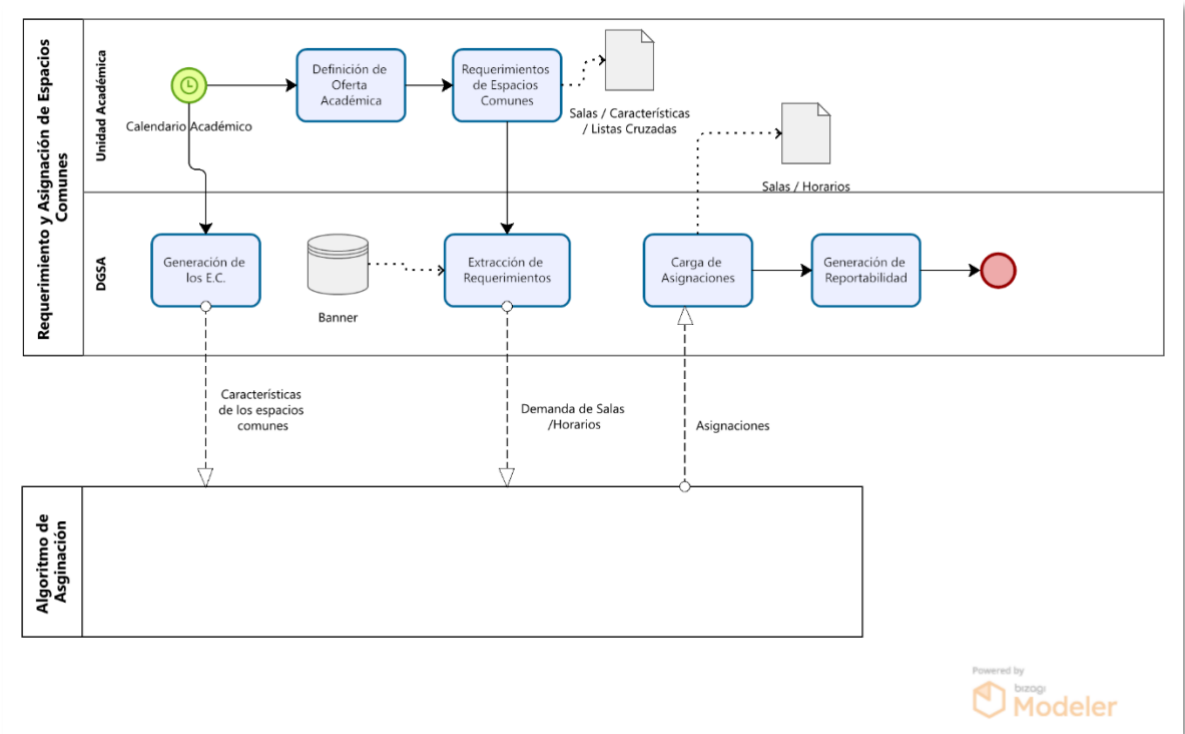 Requerimiento y Asignación de Espacios
Comunes
Unidad Académica
Calendario Académico
Definición de
Oferta
Académica
Requerimientos
de Espacios
Comunes
Salas / Características
/ Listas Cruzadas
Salas / Horarios
DGSA
Generación de
los E.C.
Banner
Extracción de
Requerimientos
Carga de
Asignaciones
Generación de
Reportabilidad
Características
de los espacios
comunes
Demanda de Salas
/Horarios
Asignaciones
Algoritmo de
Asginación
Powered by
bizagi
Modeler